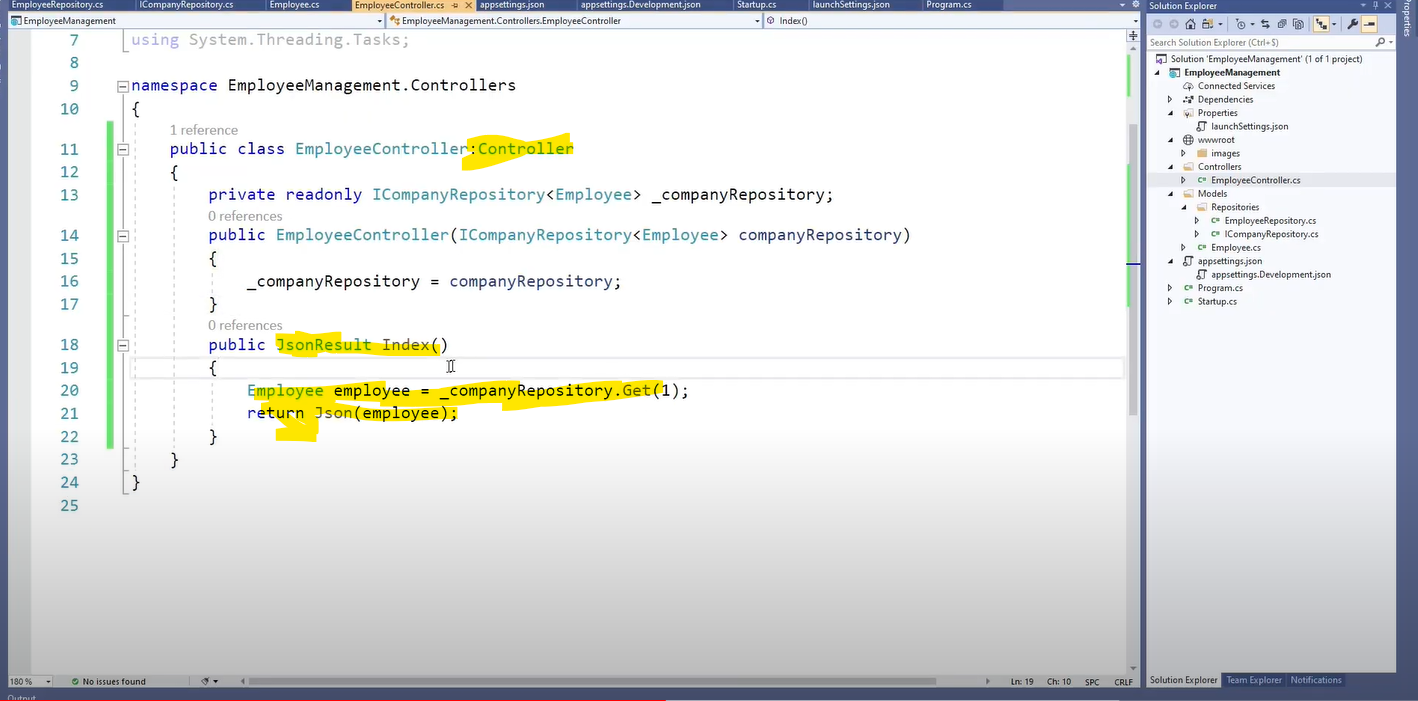 EmployeeRepository.cs ICompanyRepository.cs Employee.cs EmployeeController.cs appsettings.json appsettings.Development.json Startup.cs launchSettings.json Program.cs
EmployeeManagement EmployeeManagement.Controllers.EmployeeController Index()
7 using System.Threading.Tasks;
8
9 namespace EmployeeManagement.Controllers
10 {
1 reference
11 public class EmployeeController:Controller
12 {
13 private readonly ICompanyRepository<Employee> _companyRepository;
0 references
14 public EmployeeController(ICompanyRepository<Employee> companyRepository)
15 {
16 _companyRepository = companyRepository;
17 }
0 references
18 public JsonResult Index()
19 {
20 Employee employee = _companyRepository.Get(1);
21 return Json(employee);
22 }
23 }
24 }
25
180 % No issues found Ln: 19 Ch: 10 SPC CRLF
Output
Solution Explorer
Search Solution Explorer (Ctrl+$)
Solution 'EmployeeManagement' (1 of 1 project)
EmployeeManagement
Connected Services
Dependencies
Properties
launchSettings.json
wwwroot
images
Controllers
EmployeeController.cs
Models
Repositories
EmployeeRepository.cs
ICompanyRepository.cs
Employee.cs
appsettings.json
appsettings.Development.json
Program.cs
Startup.cs
Solution Explorer Team Explorer Notifications
Properties